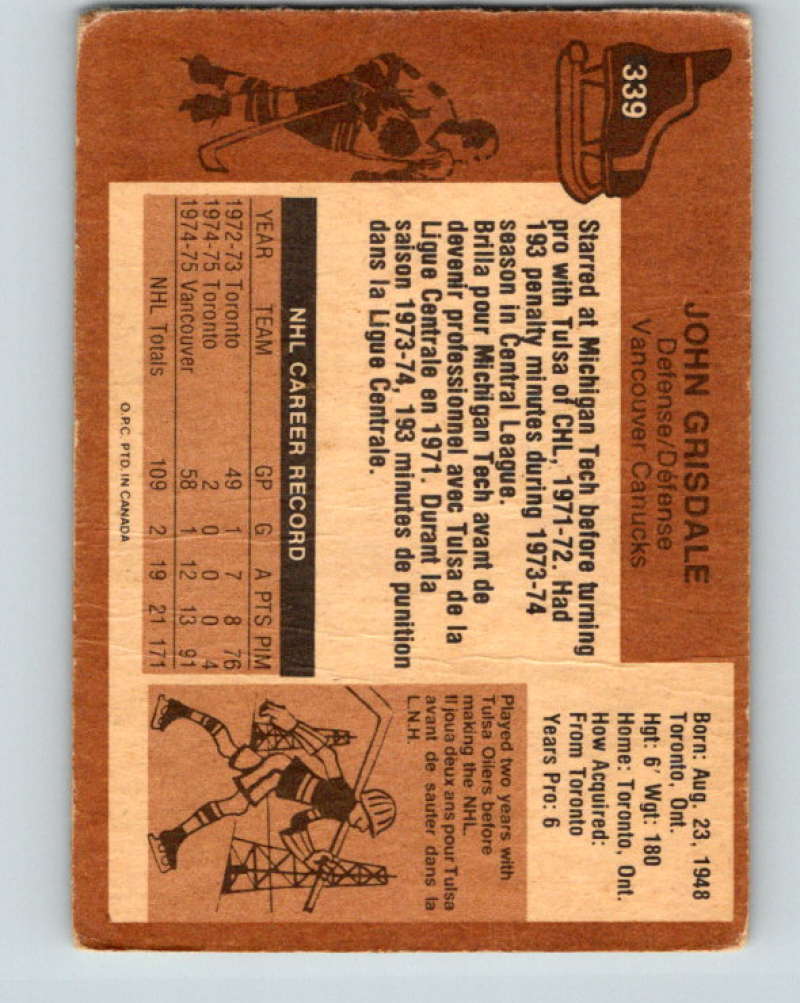 339
JOHN GRISDALE
Defense/Défense
Vancouver Canucks
Born: Aug. 23, 1948
Toronto, Ont.
Hgt: 6' Wgt: 180
Home: Toronto, Ont.
How Acquired:
From Toronto
Years Pro: 6
Starred at Michigan Tech before turning
pro with Tulsa of CHL, 1971-72. Had
193 penalty minutes during 1973-74
season in Central League.
Brilla pour Michigan Tech avant de
devenir professionnel avec Tulsa de la
Ligue Centrale en 1971. Durant la
saison 1973-74, 193 minutes de punition
dans la Ligue Centrale.
NHL CAREER RECORD
YEAR TEAM GP G A PTS PIM
1972-73 Toronto 49 1 7 8 76
1974-75 Toronto 2 0 0 0 4
1974-75 Vancouver 58 1 12 13 91
NHL Totals 109 2 19 21 171
Played two years with
Tulsa Oilers before
making the NHL.
Il joua deux ans pour Tulsa
avant de sauter dans la
L.N.H.
O.P.C. PTD. IN CANADA